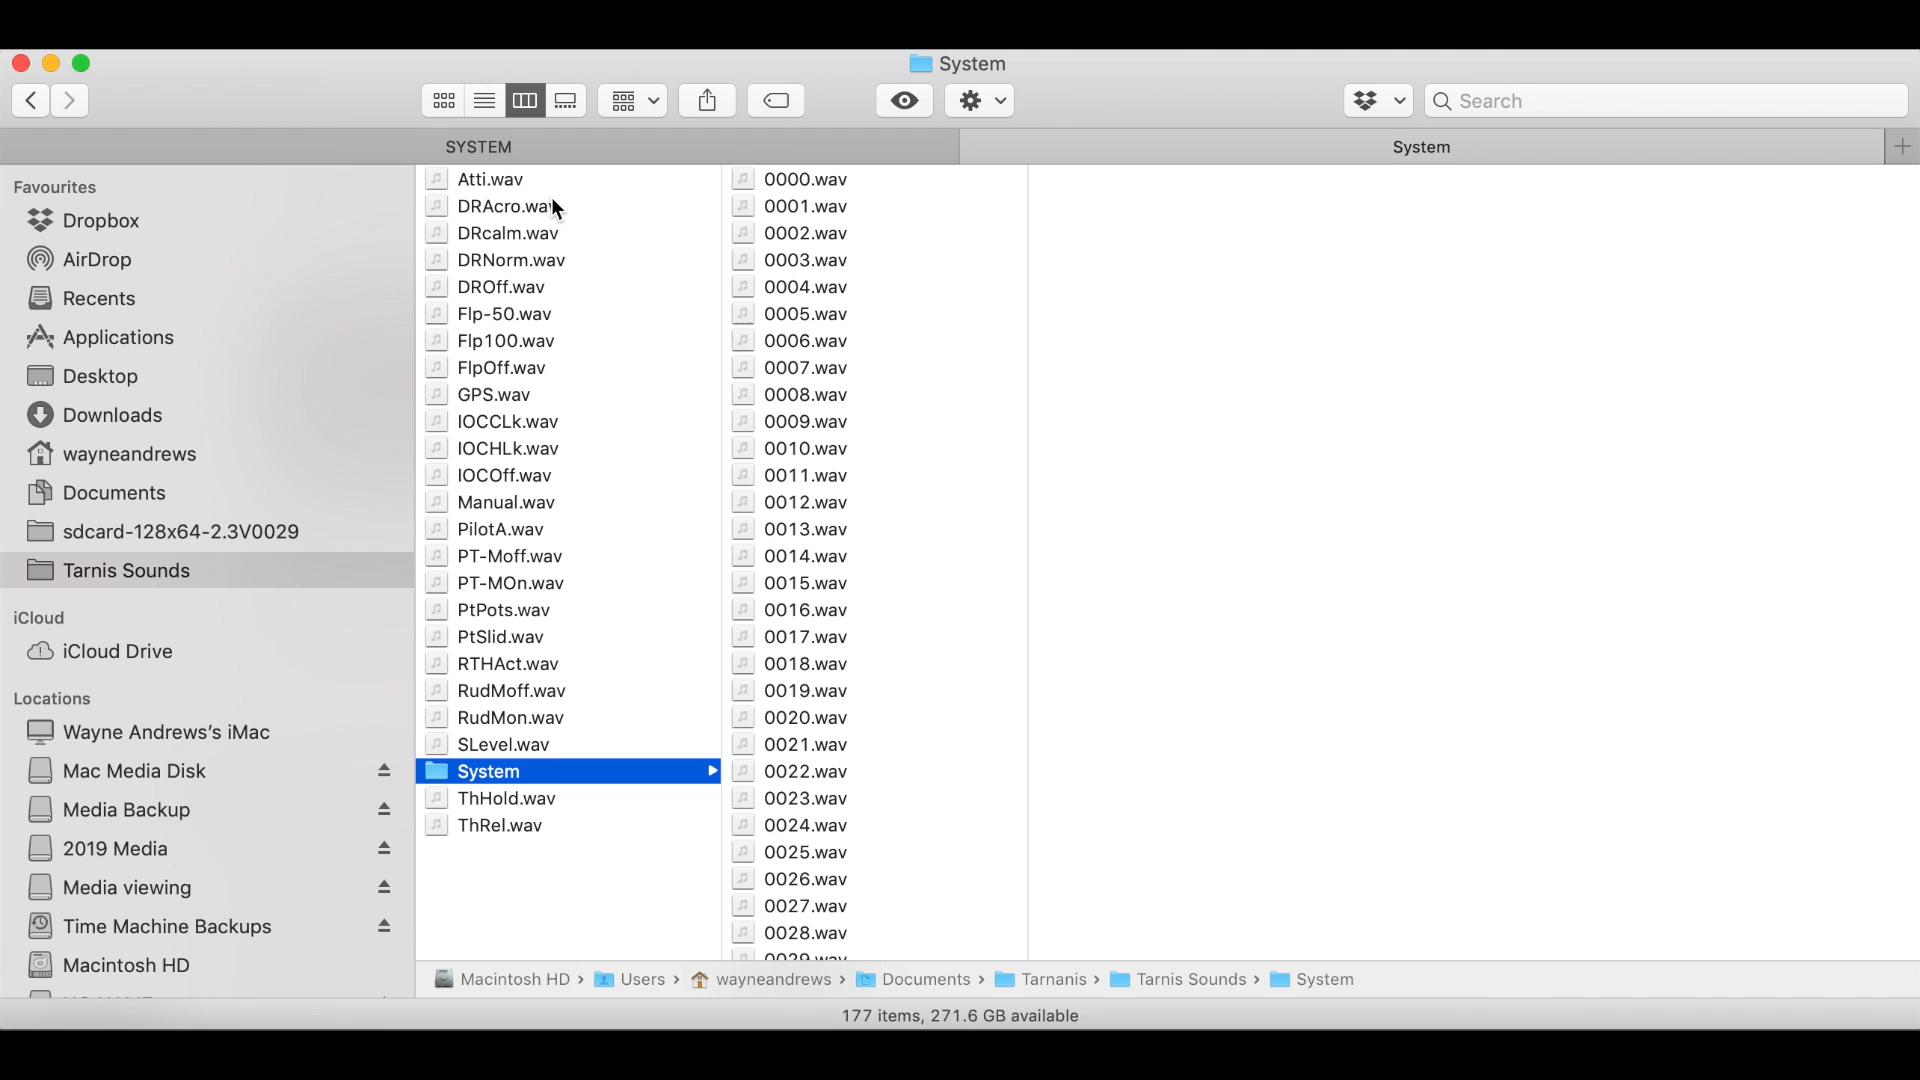 System
Search
SYSTEM
System
Favourites
Dropbox
AirDrop
Recents
Applications
Desktop
Downloads
wayneandrews
Documents
sdcard-128x64-2.3V0029
Tarnis Sounds
iCloud
iCloud Drive
Locations
Wayne Andrews's iMac
Mac Media Disk
Media Backup
2019 Media
Media viewing
Time Machine Backups
Macintosh HD
Atti.wav
DRAcro.wav
DRcalm.wav
DRNorm.wav
DROff.wav
Flp-50.wav
Flp100.wav
FlpOff.wav
GPS.wav
IOCCLk.wav
IOCHLk.wav
IOCOff.wav
Manual.wav
PilotA.wav
PT-Moff.wav
PT-MOn.wav
PtPots.wav
PtSlid.wav
RTHAct.wav
RudMoff.wav
RudMon.wav
SLevel.wav
System
ThHold.wav
ThRel.wav
0000.wav
0001.wav
0002.wav
0003.wav
0004.wav
0005.wav
0006.wav
0007.wav
0008.wav
0009.wav
0010.wav
0011.wav
0012.wav
0013.wav
0014.wav
0015.wav
0016.wav
0017.wav
0018.wav
0019.wav
0020.wav
0021.wav
0022.wav
0023.wav
0024.wav
0025.wav
0026.wav
0027.wav
0028.wav
0029.wav
Macintosh HD › Users › wayneandrews › Documents › Tarnanis › Tarnis Sounds › System
177 items, 271.6 GB available